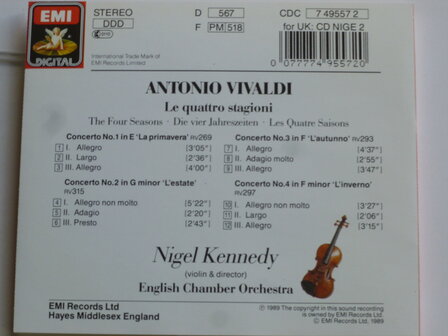 EMI
DIGITAL
STEREO
DDD
D 567
F PM 518
CDC 7 49557 2
for UK: CD NIGE 2
0 077774 955720
International Trade Mark of
EMI Records Limited
ANTONIO VIVALDI
Le quattro stagioni
The Four Seasons · Die vier Jahreszeiten · Les Quatre Saisons
Concerto No.1 in E 'La primavera' RV269
1 I. Allegro (3'05")
2 II. Largo (2'36")
3 III. Allegro (4'00")
Concerto No.2 in G minor 'L'estate'
RV315
4 I. Allegro non molto (5'22")
5 II. Adagio (2'20")
6 III. Presto (2'43")
Concerto No.3 in F 'L'autunno' RV293
7 I. Allegro (4'37")
8 II. Adagio molto (2'55")
9 III. Allegro (3'47")
Concerto No.4 in F minor 'L'inverno'
RV297
10 I. Allegro non molto (3'27")
11 II. Largo (2'06")
12 III. Allegro (3'15")
Nigel Kennedy
(violin & director)
English Chamber Orchestra
EMI Records Ltd
Hayes Middlesex England
℗ 1989 The copyright in this sound recording
is owned by EMI Records Ltd.
© EMI Records Ltd, 1989